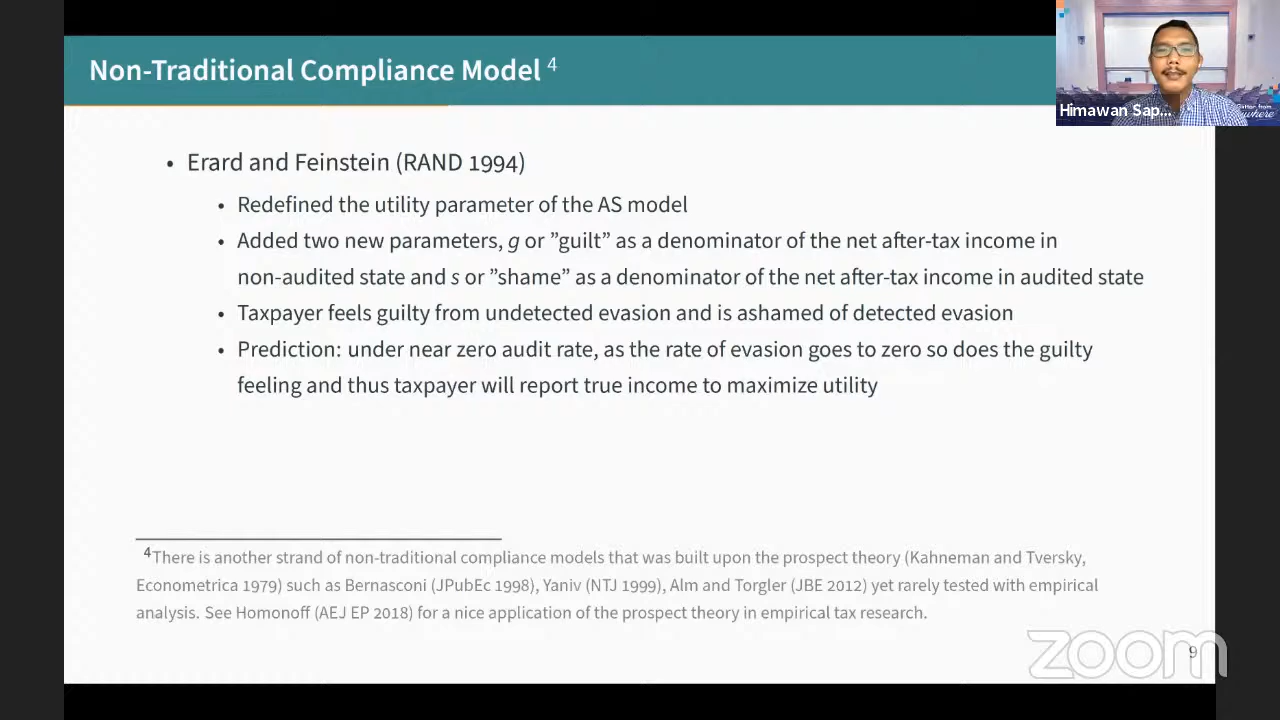 Non-Traditional Compliance Model 4
Himawan Sap...
where
• Erard and Feinstein (RAND 1994)
• Redefined the utility parameter of the AS model
• Added two new parameters, g or ”guilt” as a denominator of the net after-tax income in
non-audited state and s or ”shame” as a denominator of the net after-tax income in audited state
• Taxpayer feels guilty from undetected evasion and is ashamed of detected evasion
• Prediction: under near zero audit rate, as the rate of evasion goes to zero so does the guilty
feeling and thus taxpayer will report true income to maximize utility
4There is another strand of non-traditional compliance models that was built upon the prospect theory (Kahneman and Tversky,
Econometrica 1979) such as Bernasconi (JPubEc 1998), Yaniv (NTJ 1999), Alm and Torgler (JBE 2012) yet rarely tested with empirical
analysis. See Homonoff (AEJ EP 2018) for a nice application of the prospect theory in empirical tax research.
zoom
9